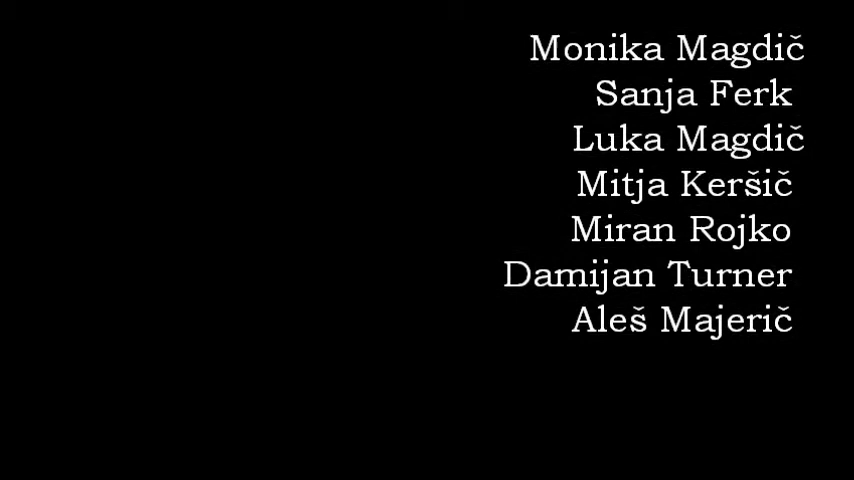 Monika Magdič
Sanja Ferk
Luka Magdič
Mitja Keršič
Miran Rojko
Damijan Turner
Aleš Majerič